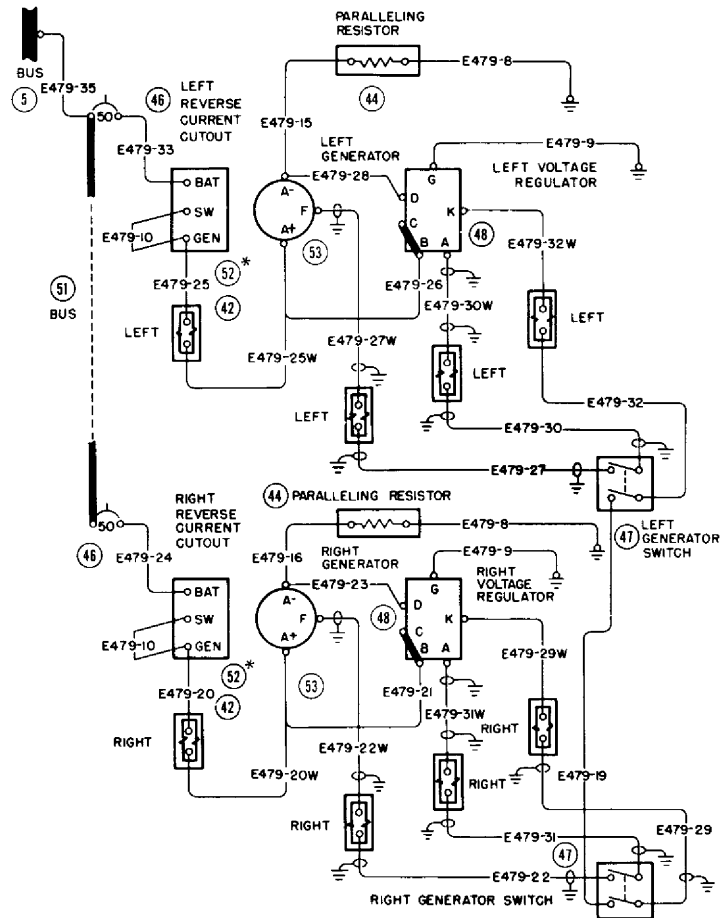 PARALLELING
RESISTOR
E479-8
BUS
5
E479-35
50
46
LEFT
REVERSE
CURRENT
CUTOUT
44
E479-15
E479-9
E479-33
LEFT
GENERATOR
E479-28
LEFT VOLTAGE
REGULATOR
BAT
SW
GEN
E479-10
A-
F
A+
G
D
C
B
A
K
48
53
E479-32W
E479-25
52*
42
E479-26
E479-30W
51
BUS
LEFT
LEFT
E479-27W
E479-25W
LEFT
LEFT
E479-32
E479-30
E479-27
47
LEFT
GENERATOR
SWITCH
RIGHT
REVERSE
CURRENT
CUTOUT
44
PARALLELING RESISTOR
E479-8
50
46
E479-24
E479-16
RIGHT
GENERATOR
E479-23
E479-9
RIGHT
VOLTAGE
REGULATOR
BAT
SW
GEN
E479-10
A-
F
A+
48
G
D
C
B
A
K
E479-29W
E479-20
52*
42
53
E479-21
E479-31W
RIGHT
E479-22W
RIGHT
E479-20W
RIGHT
E479-19
RIGHT
E479-31
E479-29
47
E479-22
RIGHT GENERATOR SWITCH